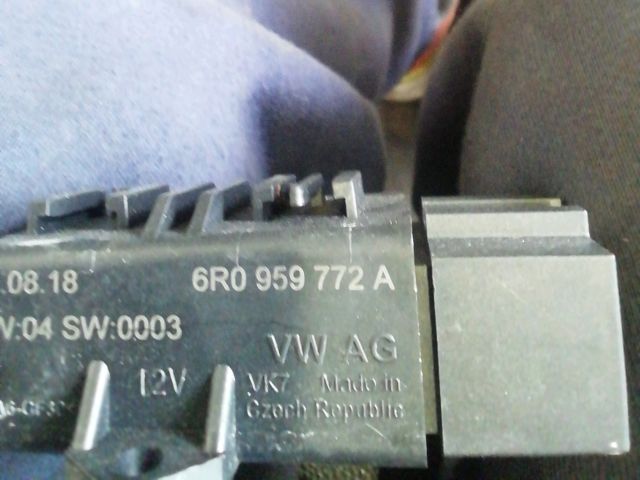 .08.18 6R0 959 772 A
:04 SW:0003
VW AG
12V VK7 Made in
Czech Republic